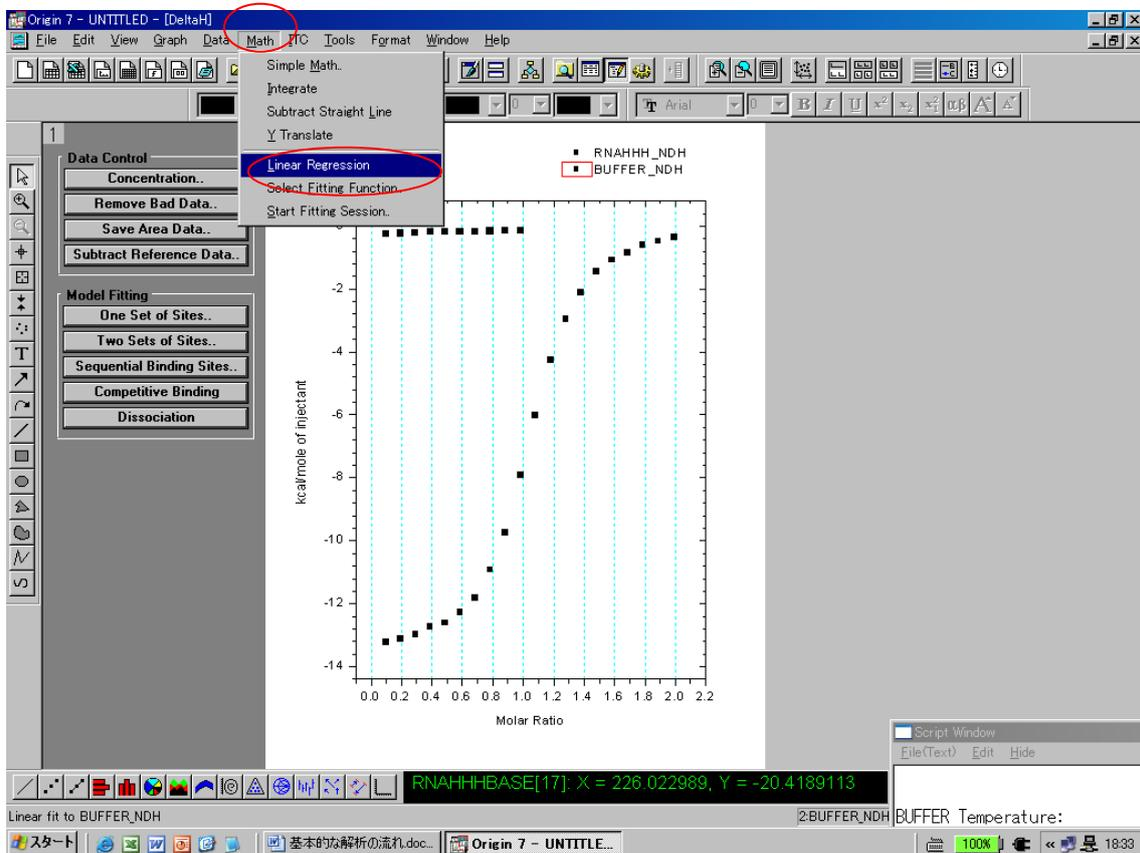 Origin 7 - UNTITLED - [DeltaH]
File Edit View Graph Data Math ITC Tools Format Window Help
Simple Math..
Integrate
Subtract Straight Line
Y Translate
Linear Regression
Select Fitting Function..
Start Fitting Session..
Arial 0 B I U
1
Data Control
Concentration..
Remove Bad Data..
Save Area Data..
Subtract Reference Data..
Model Fitting
One Set of Sites..
Two Sets of Sites..
Sequential Binding Sites..
Competitive Binding
Dissociation
RNAHHH_NDH
BUFFER_NDH
0
-2
-4
-6
-8
-10
-12
-14
kcal/mole of injectant
0.0 0.2 0.4 0.6 0.8 1.0 1.2 1.4 1.6 1.8 2.0 2.2
Molar Ratio
Script Window
File(Text) Edit Hide
BUFFER Temperature:
RNAHHHBASE[17]: X = 226.022989, Y = -20.4189113
Linear fit to BUFFER_NDH
2:BUFFER_NDH
スタート
基本的な解析の流れ.doc...
Origin 7 - UNTITLE...
100%
18:33